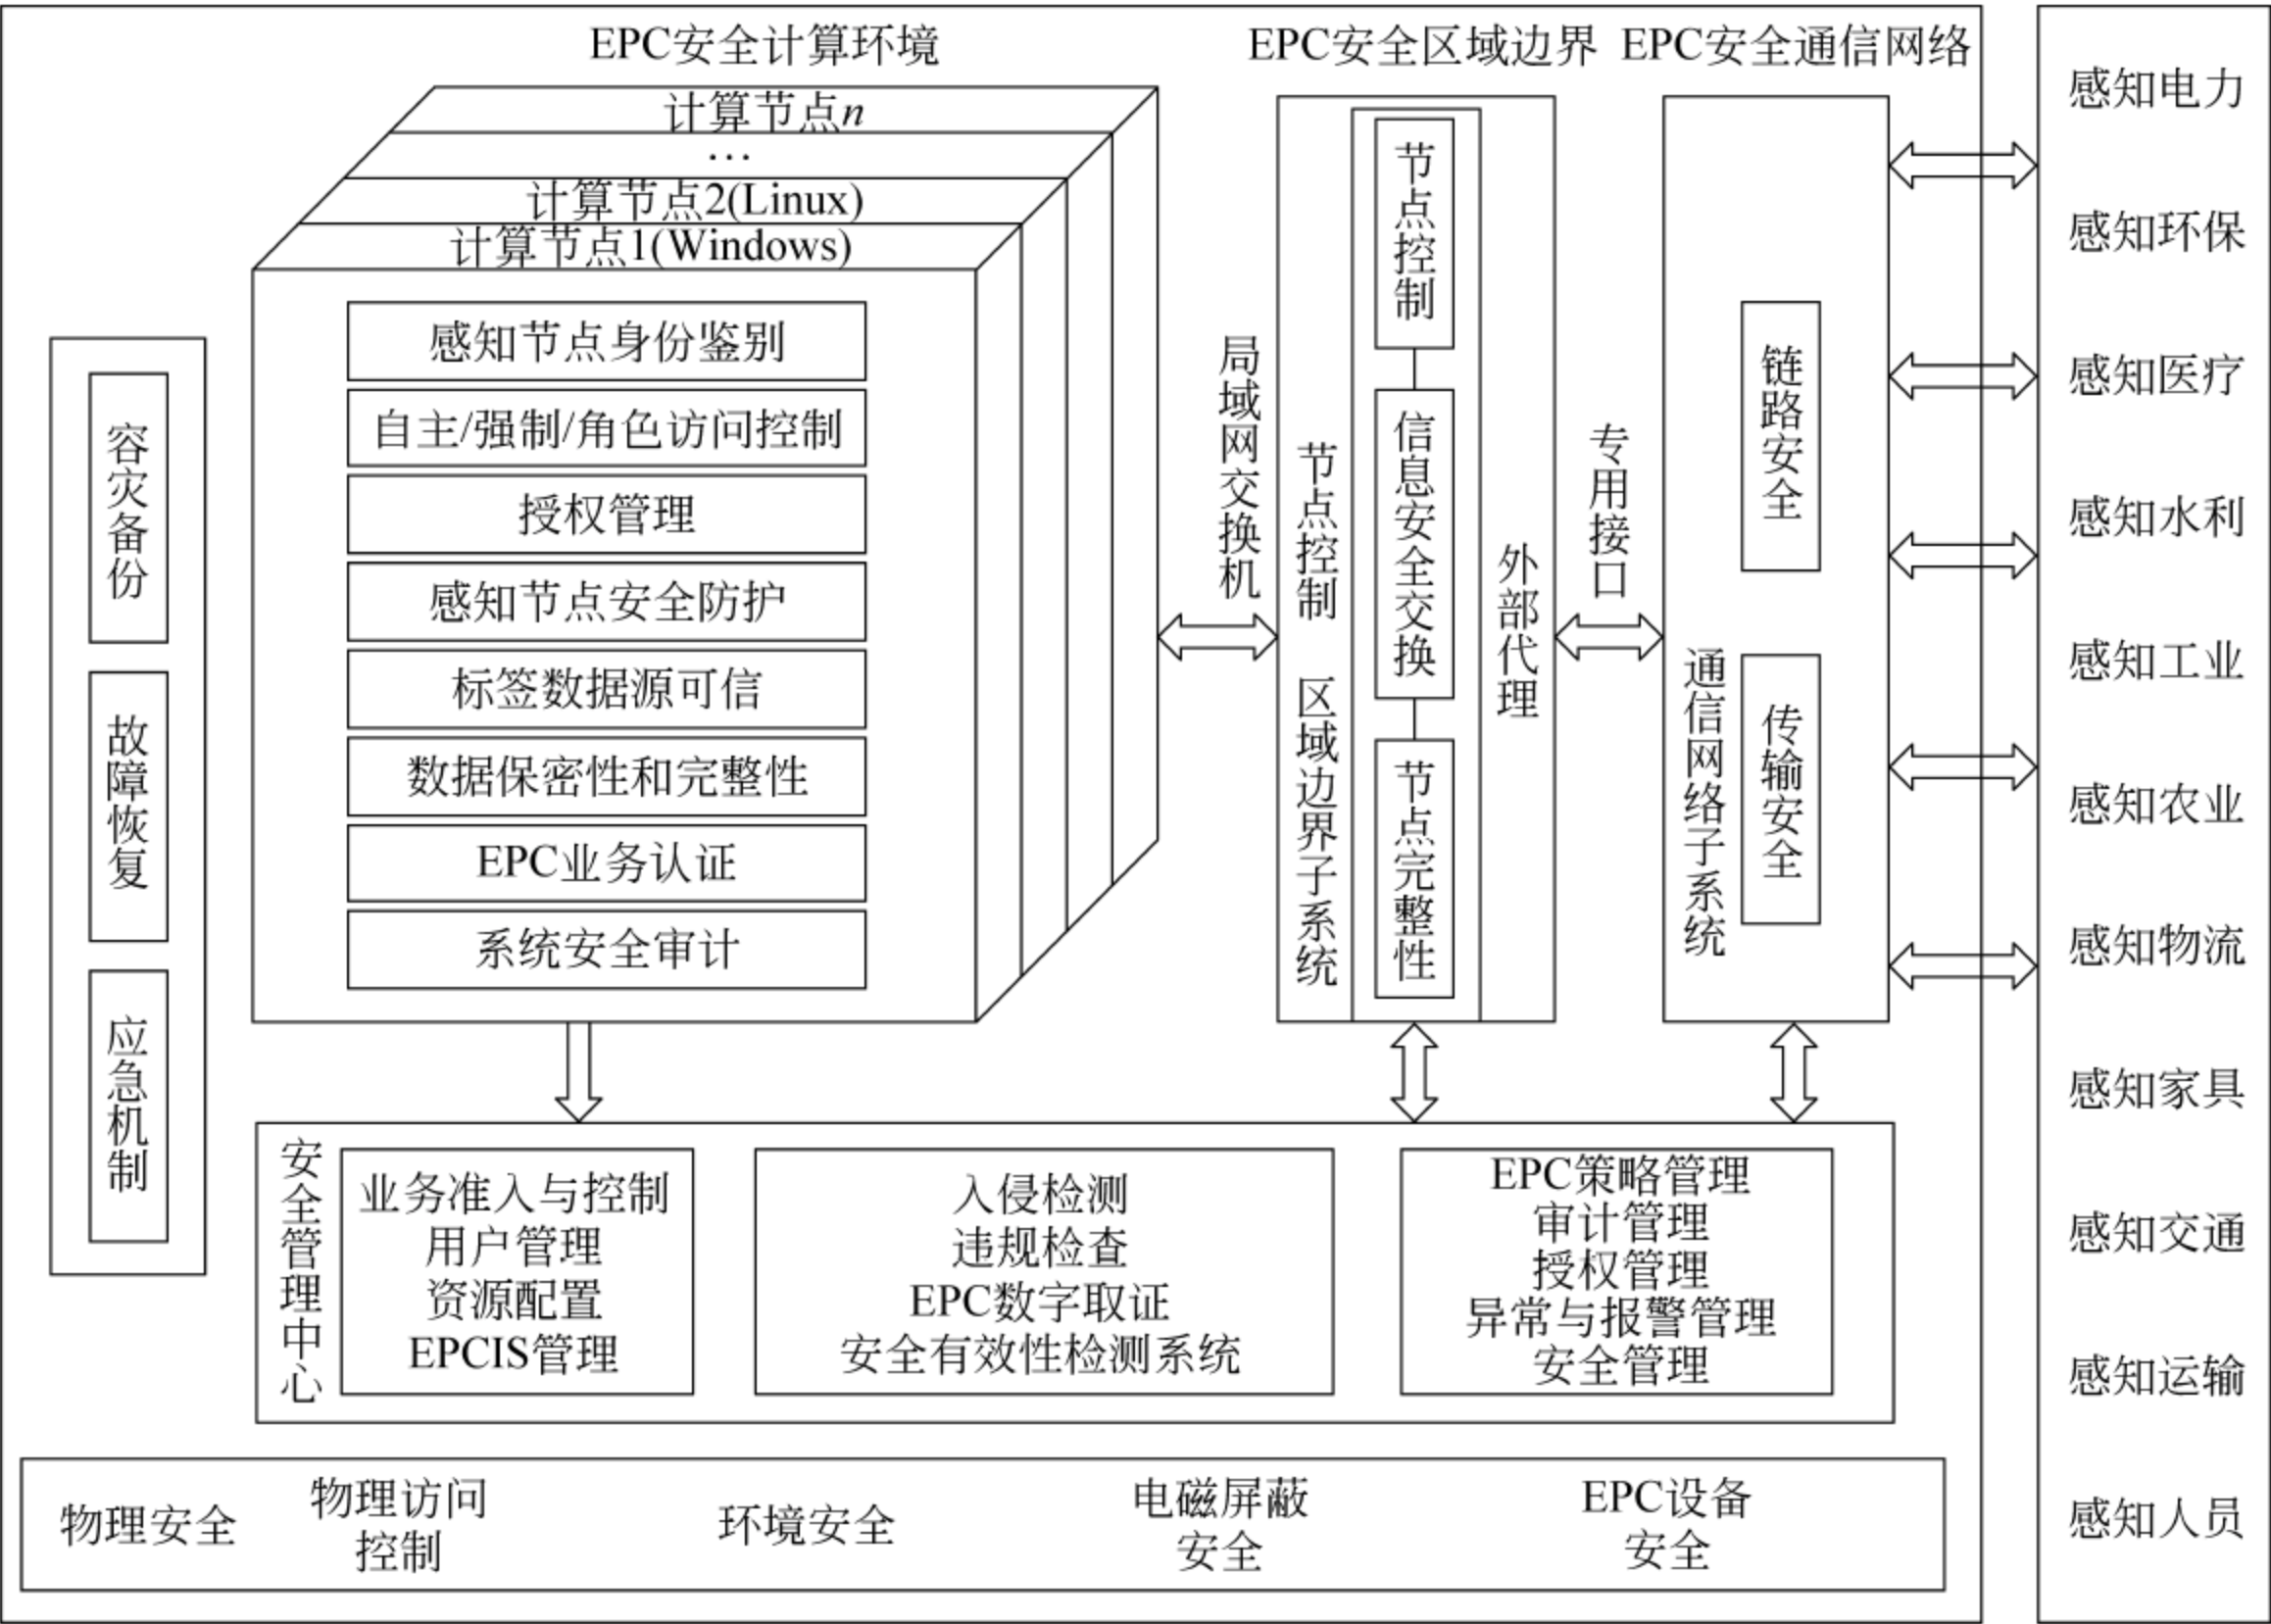 EPC安全计算环境
EPC安全区域边界
EPC安全通信网络
计算节点n
…
计算节点2(Linux)
计算节点1(Windows)
感知节点身份鉴别
自主/强制/角色访问控制
授权管理
感知节点安全防护
标签数据源可信
数据保密性和完整性
EPC业务认证
系统安全审计
容灾备份
故障恢复
应急机制
局域网交换机
节点控制
区域边界子系统
节点控制
信息安全交换
节点完整性
外部代理
专用接口
通信网络子系统
链路安全
传输安全
安全管理中心
业务准入与控制
用户管理
资源配置
EPCIS管理
入侵检测
违规检查
EPC数字取证
安全有效性检测系统
EPC策略管理
审计管理
授权管理
异常与报警管理
安全管理
物理安全
物理访问
控制
环境安全
电磁屏蔽
安全
EPC设备
安全
感知电力
感知环保
感知医疗
感知水利
感知工业
感知农业
感知物流
感知家具
感知交通
感知运输
感知人员